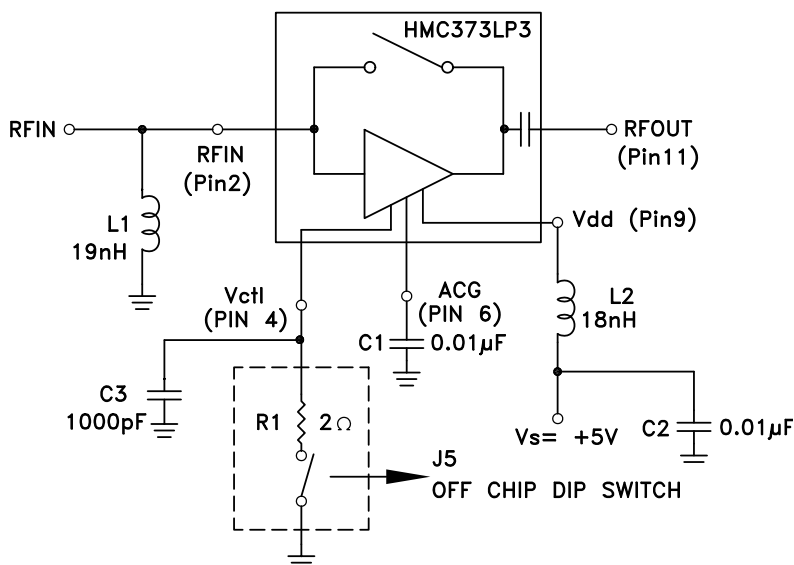 HMC373LP3
RFIN
RFIN
(Pin2)
RFOUT
(Pin11)
L1
19nH
Vdd (Pin9)
Vctl
(PIN 4)
ACG
(PIN 6)
L2
18nH
C1
0.01µF
C3
1000pF
R1
2Ω
Vs= +5V
C2
0.01µF
J5
OFF CHIP DIP SWITCH